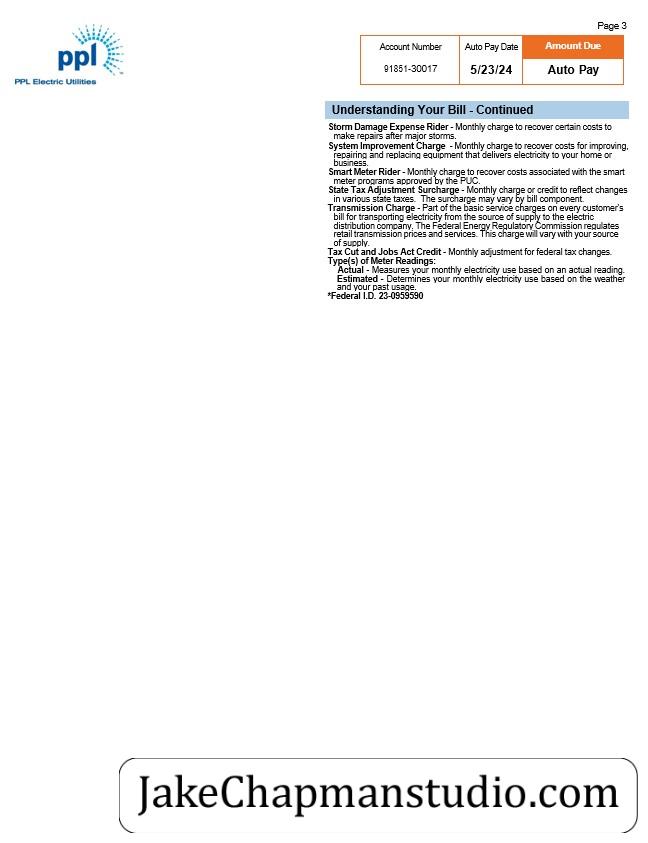 Page 3
ppl
PPL Electric Utilities
Account Number
Auto Pay Date
Amount Due
91851-30017
5/23/24
Auto Pay
Understanding Your Bill - Continued
Storm Damage Expense Rider - Monthly charge to recover certain costs to
make repairs after major storms.
System Improvement Charge - Monthly charge to recover costs for improving,
repairing and replacing equipment that delivers electricity to your home or
business.
Smart Meter Rider - Monthly charge to recover costs associated with the smart
meter programs approved by the PUC.
State Tax Adjustment Surcharge - Monthly charge or credit to reflect changes
in various state taxes. The surcharge may vary by bill component.
Transmission Charge - Part of the basic service charges on every customer's
bill for transporting electricity from the source of supply to the electric
distribution company. The Federal Energy Regulatory Commission regulates
retail transmission prices and services. This charge will vary with your source
of supply.
Tax Cut and Jobs Act Credit - Monthly adjustment for federal tax changes.
Type(s) of Meter Readings:
Actual - Measures your monthly electricity use based on an actual reading.
Estimated - Determines your monthly electricity use based on the weather
and your past usage.
*Federal I.D. 23-0959590
JakeChapmanstudio.com